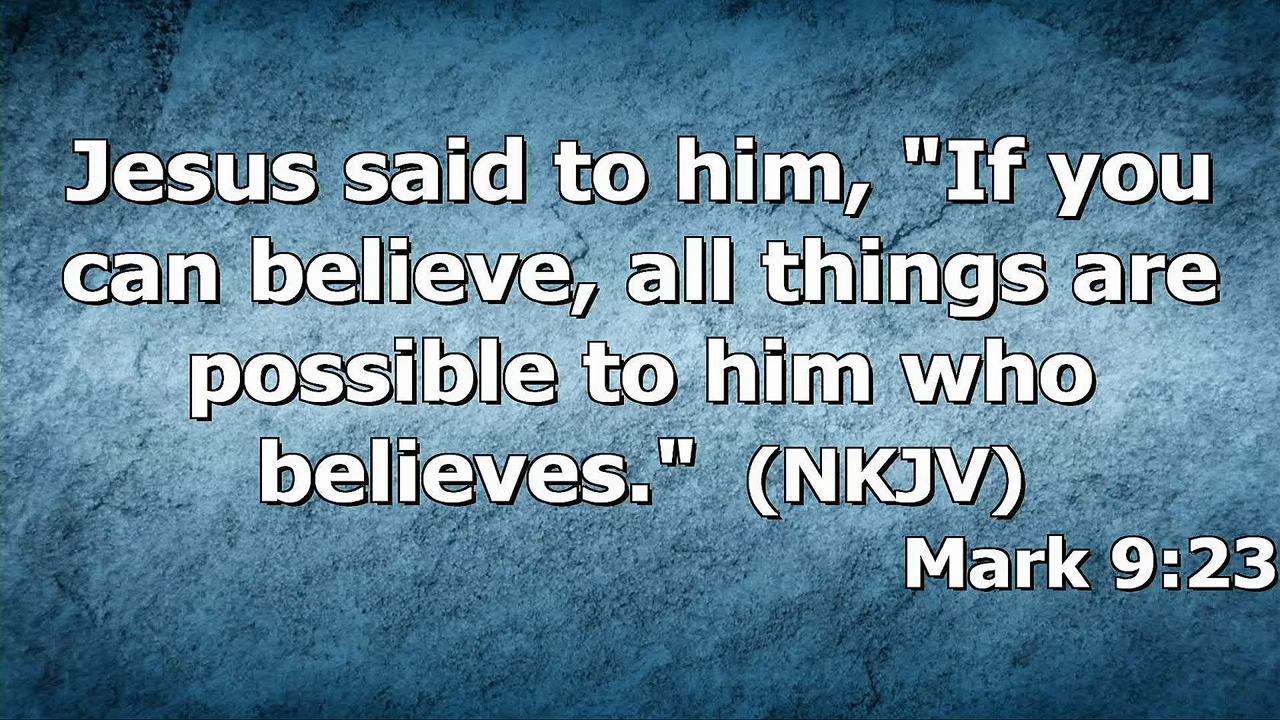 Jesus said to him, "If you
can believe, all things are
possible to him who
believes." (NKJV)
Mark 9:23